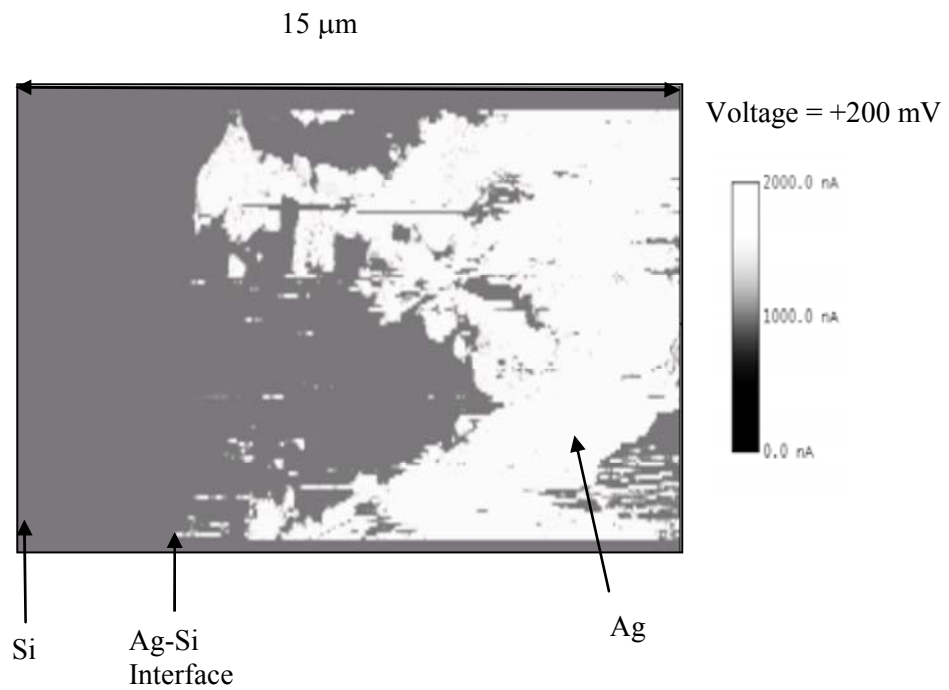 15 μm
Voltage = +200 mV
2000.0 nA
1000.0 nA
0.0 nA
Si
Ag-Si
Interface
Ag